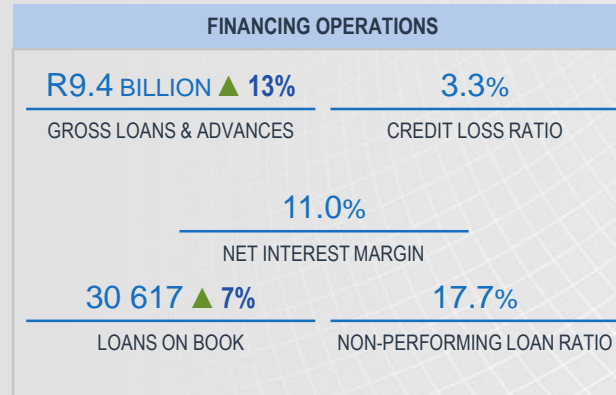 FINANCING OPERATIONS
R9.4 BILLION ▲ 13%
GROSS LOANS & ADVANCES
3.3%
CREDIT LOSS RATIO
11.0%
NET INTEREST MARGIN
30 617 ▲ 7%
LOANS ON BOOK
17.7%
NON-PERFORMING LOAN RATIO